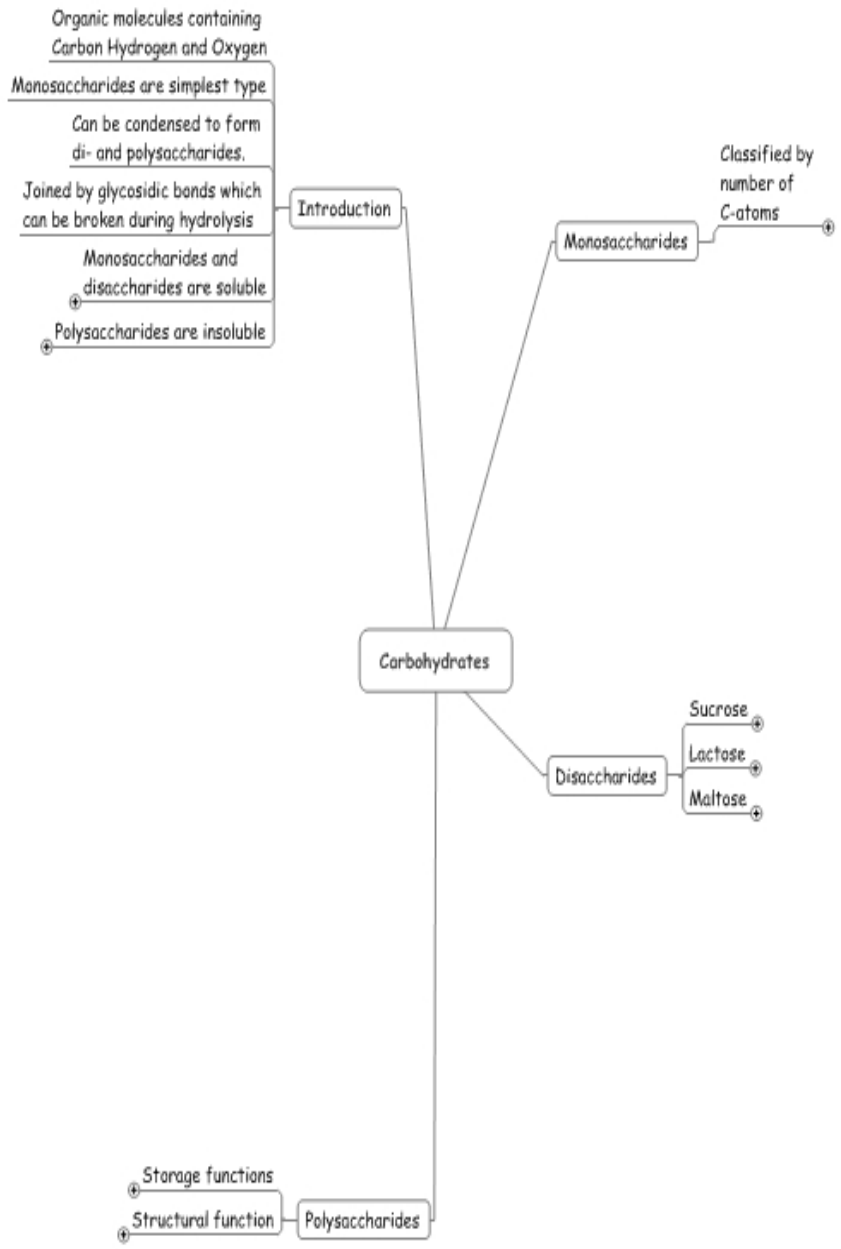 Organic molecules containing
Carbon Hydrogen and Oxygen
Monosaccharides are simplest type
Can be condensed to form
di- and polysaccharides.
Joined by glycosidic bonds which
can be broken during hydrolysis
Monosaccharides and
disaccharides are soluble
Polysaccharides are insoluble
Introduction
Classified by
number of
C-atoms
Monosaccharides
Carbohydrates
Sucrose
Lactose
Maltose
Disaccharides
Storage functions
Structural function
Polysaccharides